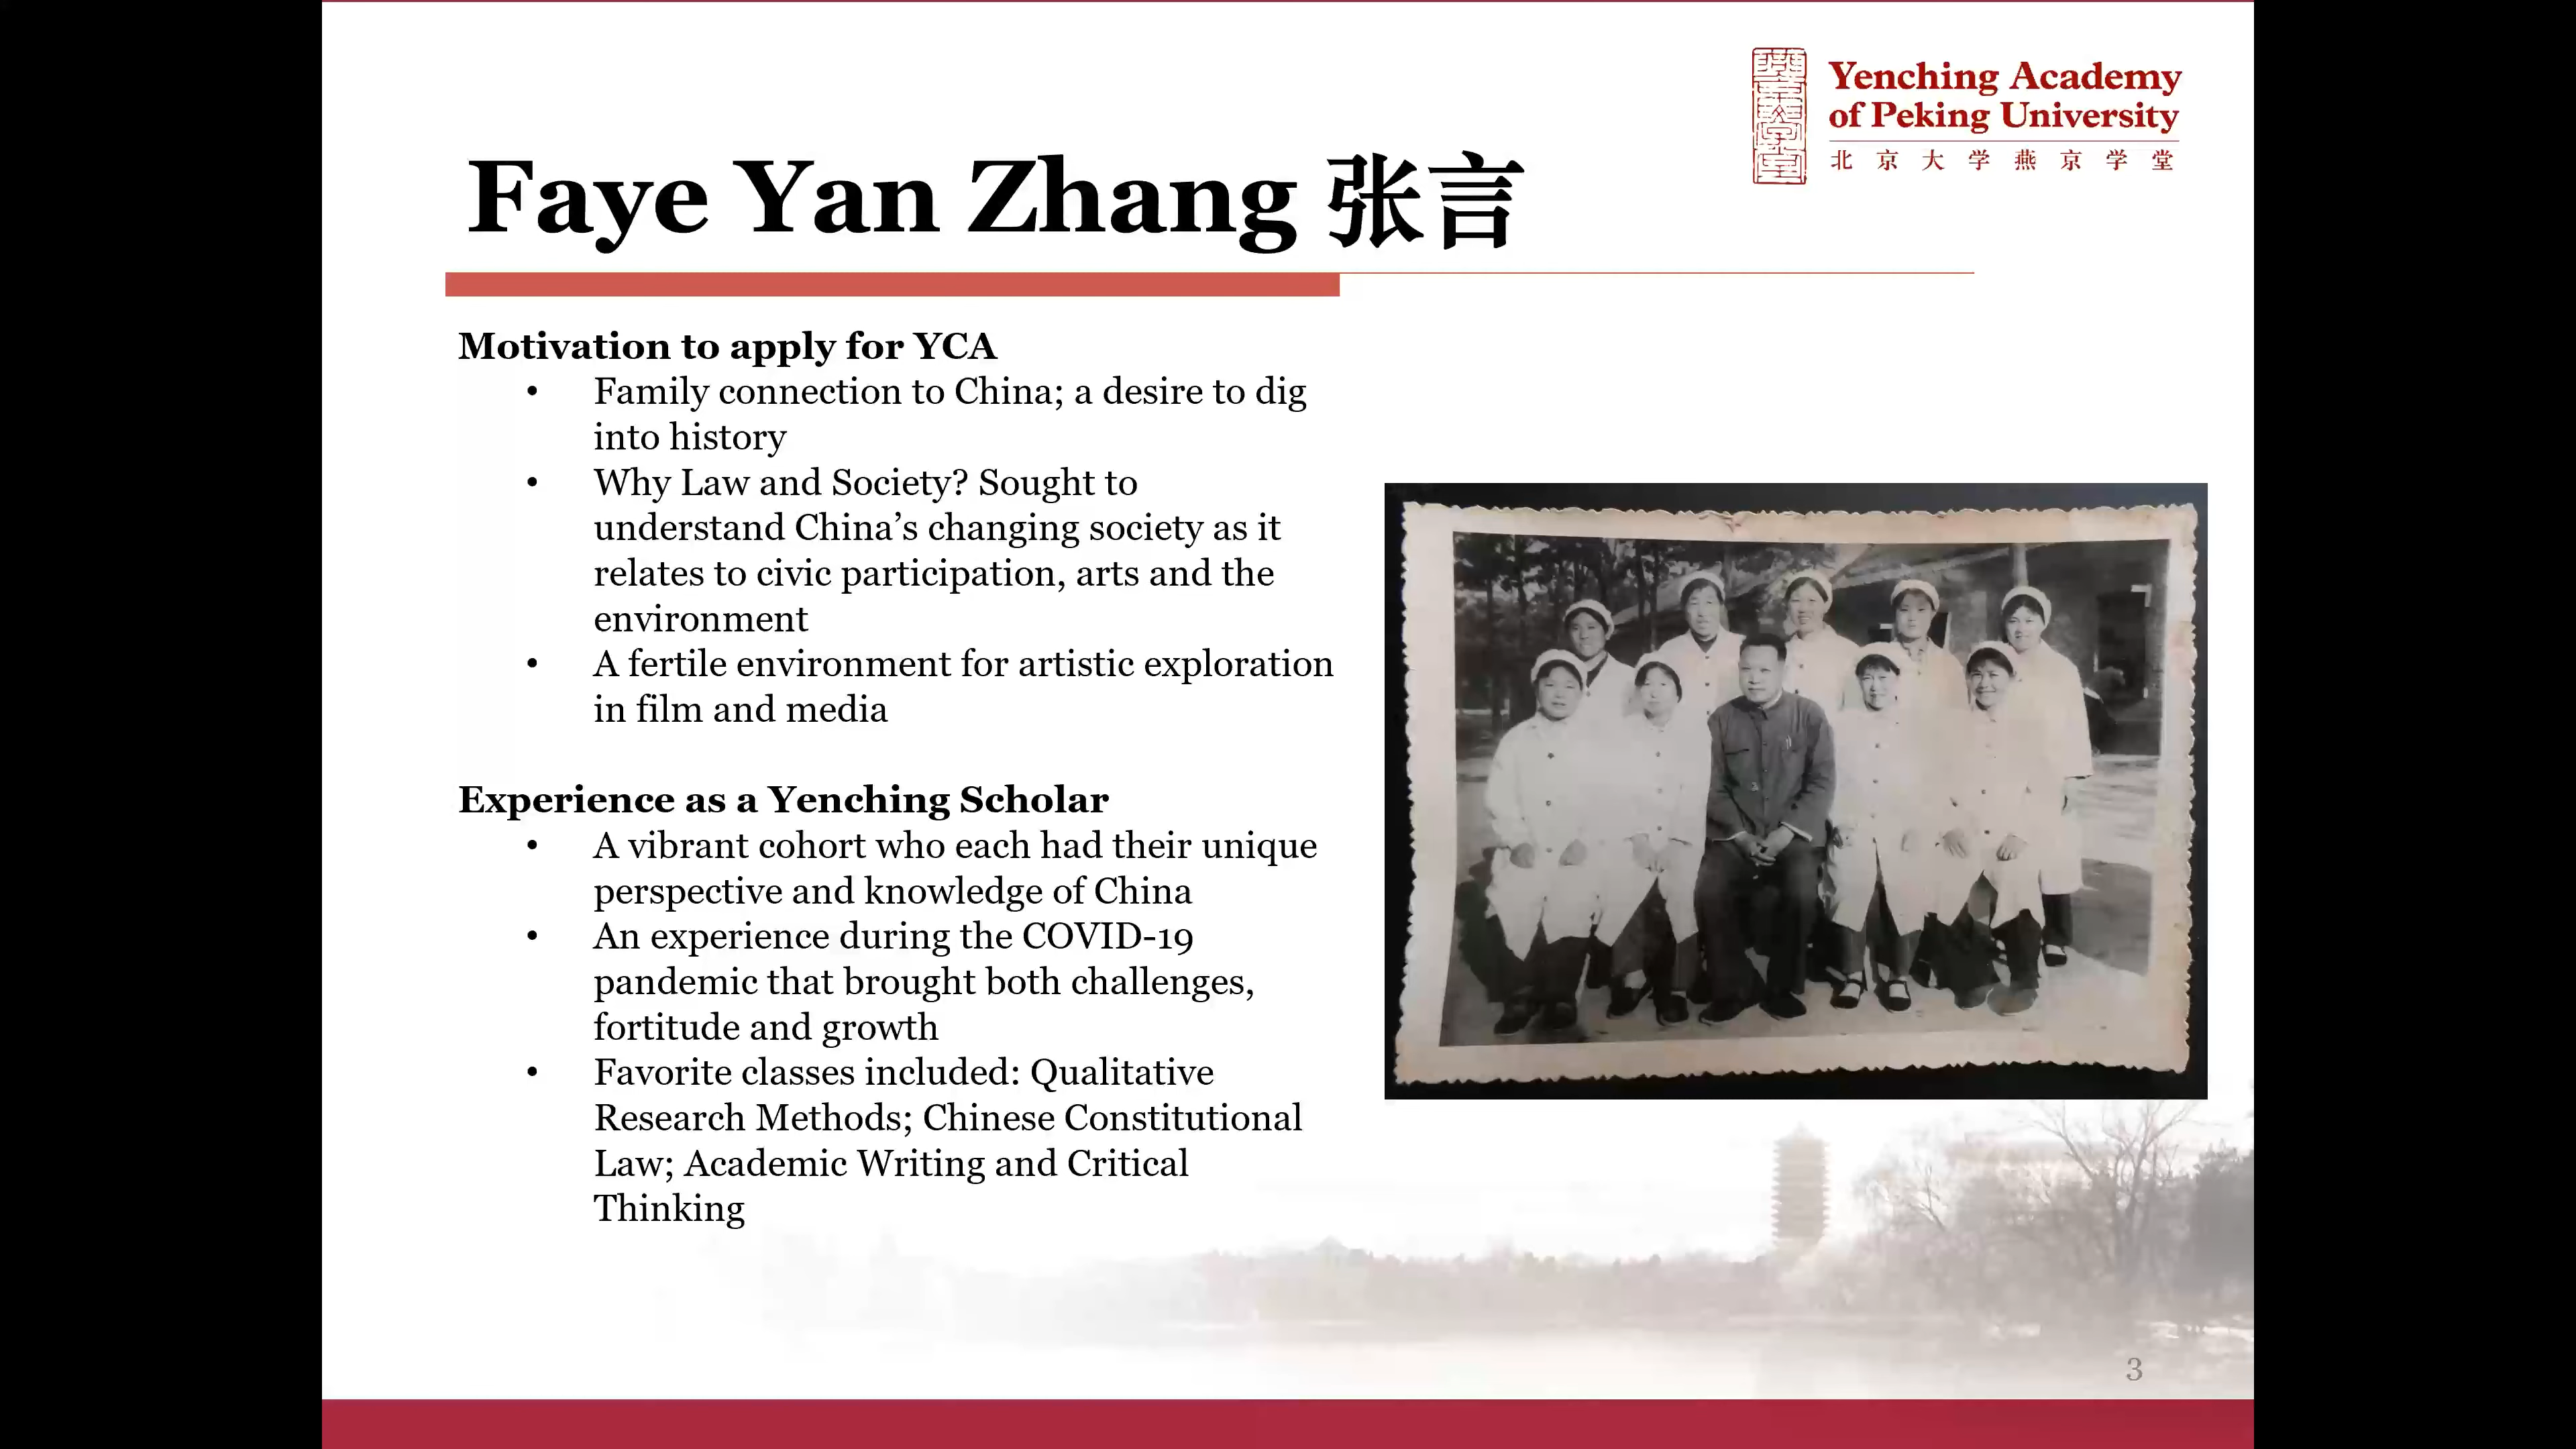 Yenching Academy
of Peking University
北京大学燕京学堂
Faye Yan Zhang 张言
Motivation to apply for YCA
• Family connection to China; a desire to dig
into history
• Why Law and Society? Sought to
understand China’s changing society as it
relates to civic participation, arts and the
environment
• A fertile environment for artistic exploration
in film and media
Experience as a Yenching Scholar
• A vibrant cohort who each had their unique
perspective and knowledge of China
• An experience during the COVID-19
pandemic that brought both challenges,
fortitude and growth
• Favorite classes included: Qualitative
Research Methods; Chinese Constitutional
Law; Academic Writing and Critical
Thinking
3